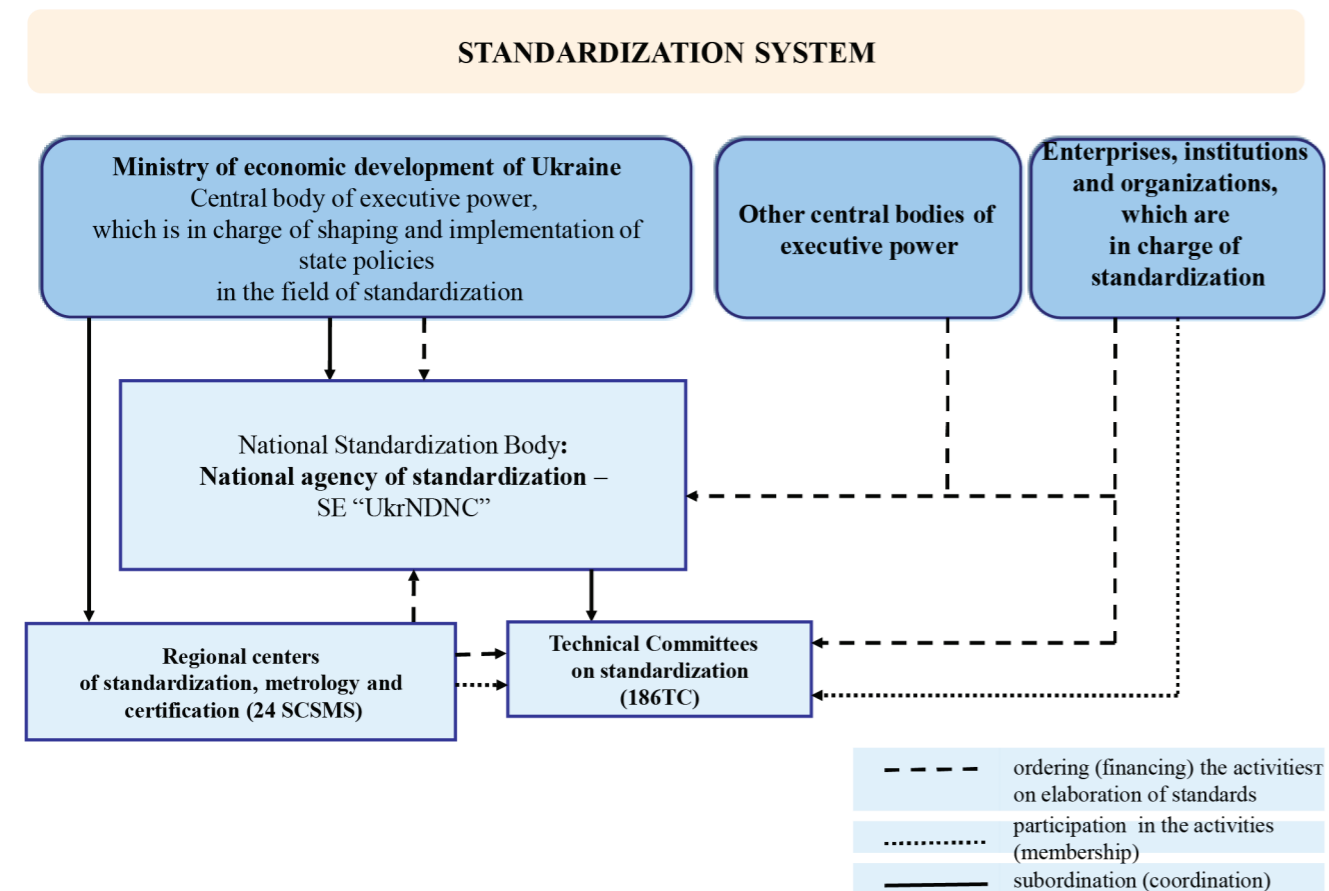 STANDARDIZATION SYSTEM
Ministry of economic development of Ukraine
Central body of executive power,
which is in charge of shaping and implementation of
state policies
in the field of standardization
Other central bodies of
executive power
Enterprises, institutions
and organizations,
which are
in charge of
standardization
National Standardization Body:
National agency of standardization –
SE “UkrNDNC”
Regional centers
of standardization, metrology and
certification (24 SCSMS)
Technical Committees
on standardization
(186TC)
ordering (financing) the activitiesт
on elaboration of standards
participation in the activities
(membership)
subordination (coordination)